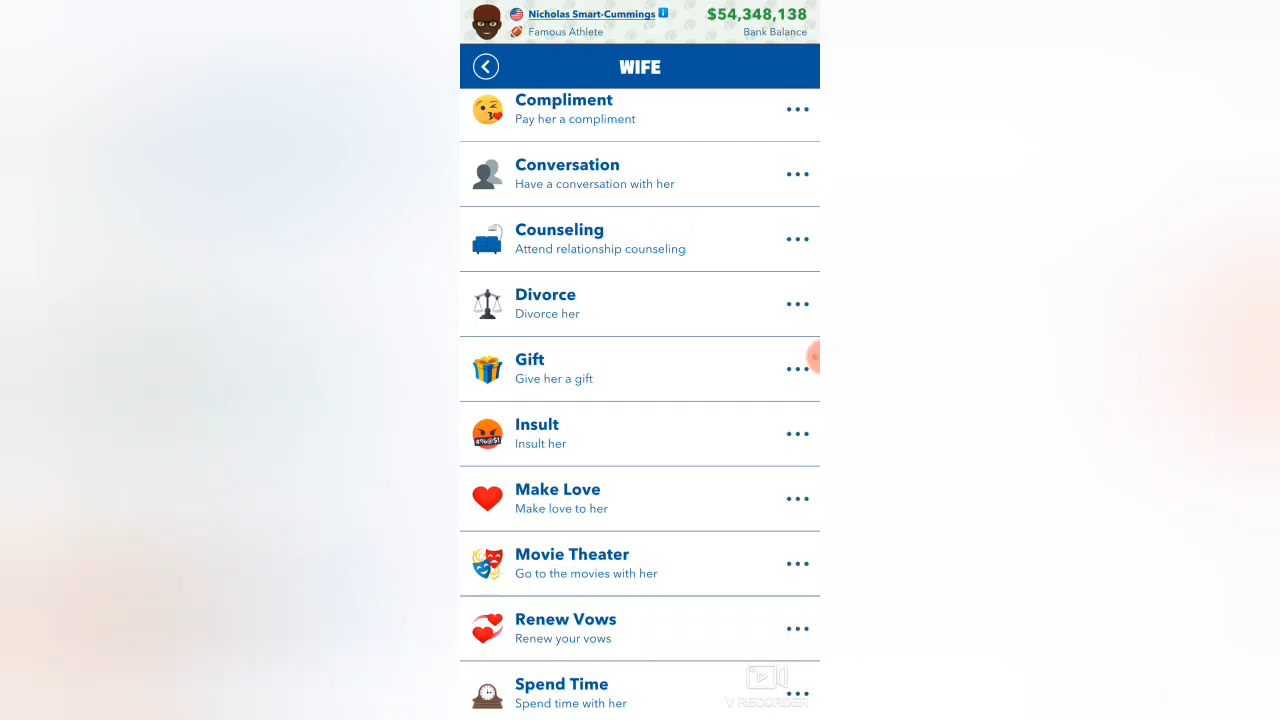 Nicholas Smart-Cummings
$54,348,138
Famous Athlete
Bank Balance
WIFE
Compliment
Pay her a compliment
Conversation
Have a conversation with her
Counseling
Attend relationship counseling
Divorce
Divorce her
Gift
Give her a gift
#%@$!
Insult
Insult her
Make Love
Make love to her
Movie Theater
Go to the movies with her
Renew Vows
Renew your vows
Spend Time
Spend time with her
V RECORDER